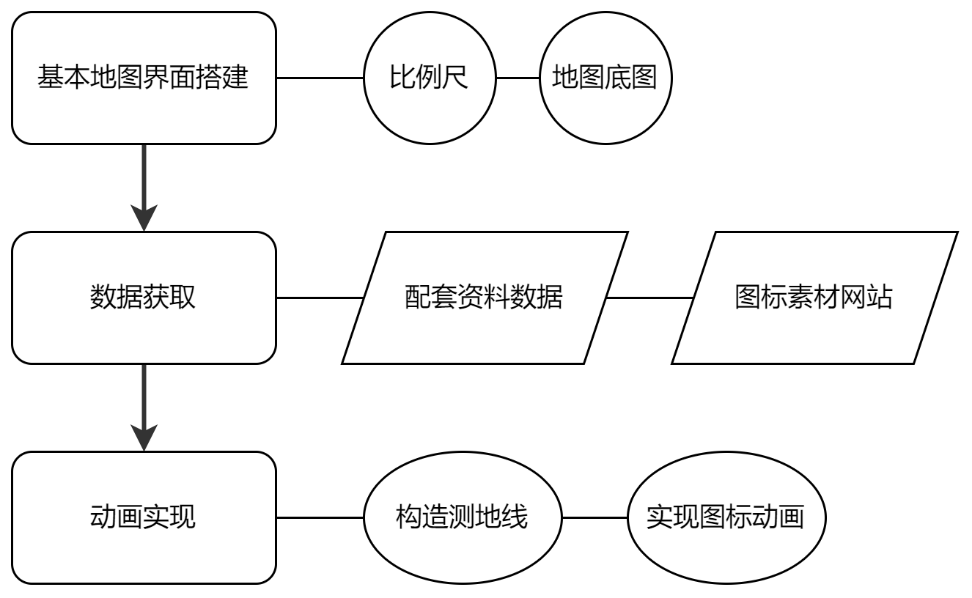 基本地图界面搭建
比例尺
地图底图
数据获取
配套资料数据
图标素材网站
动画实现
构造测地线
实现图标动画